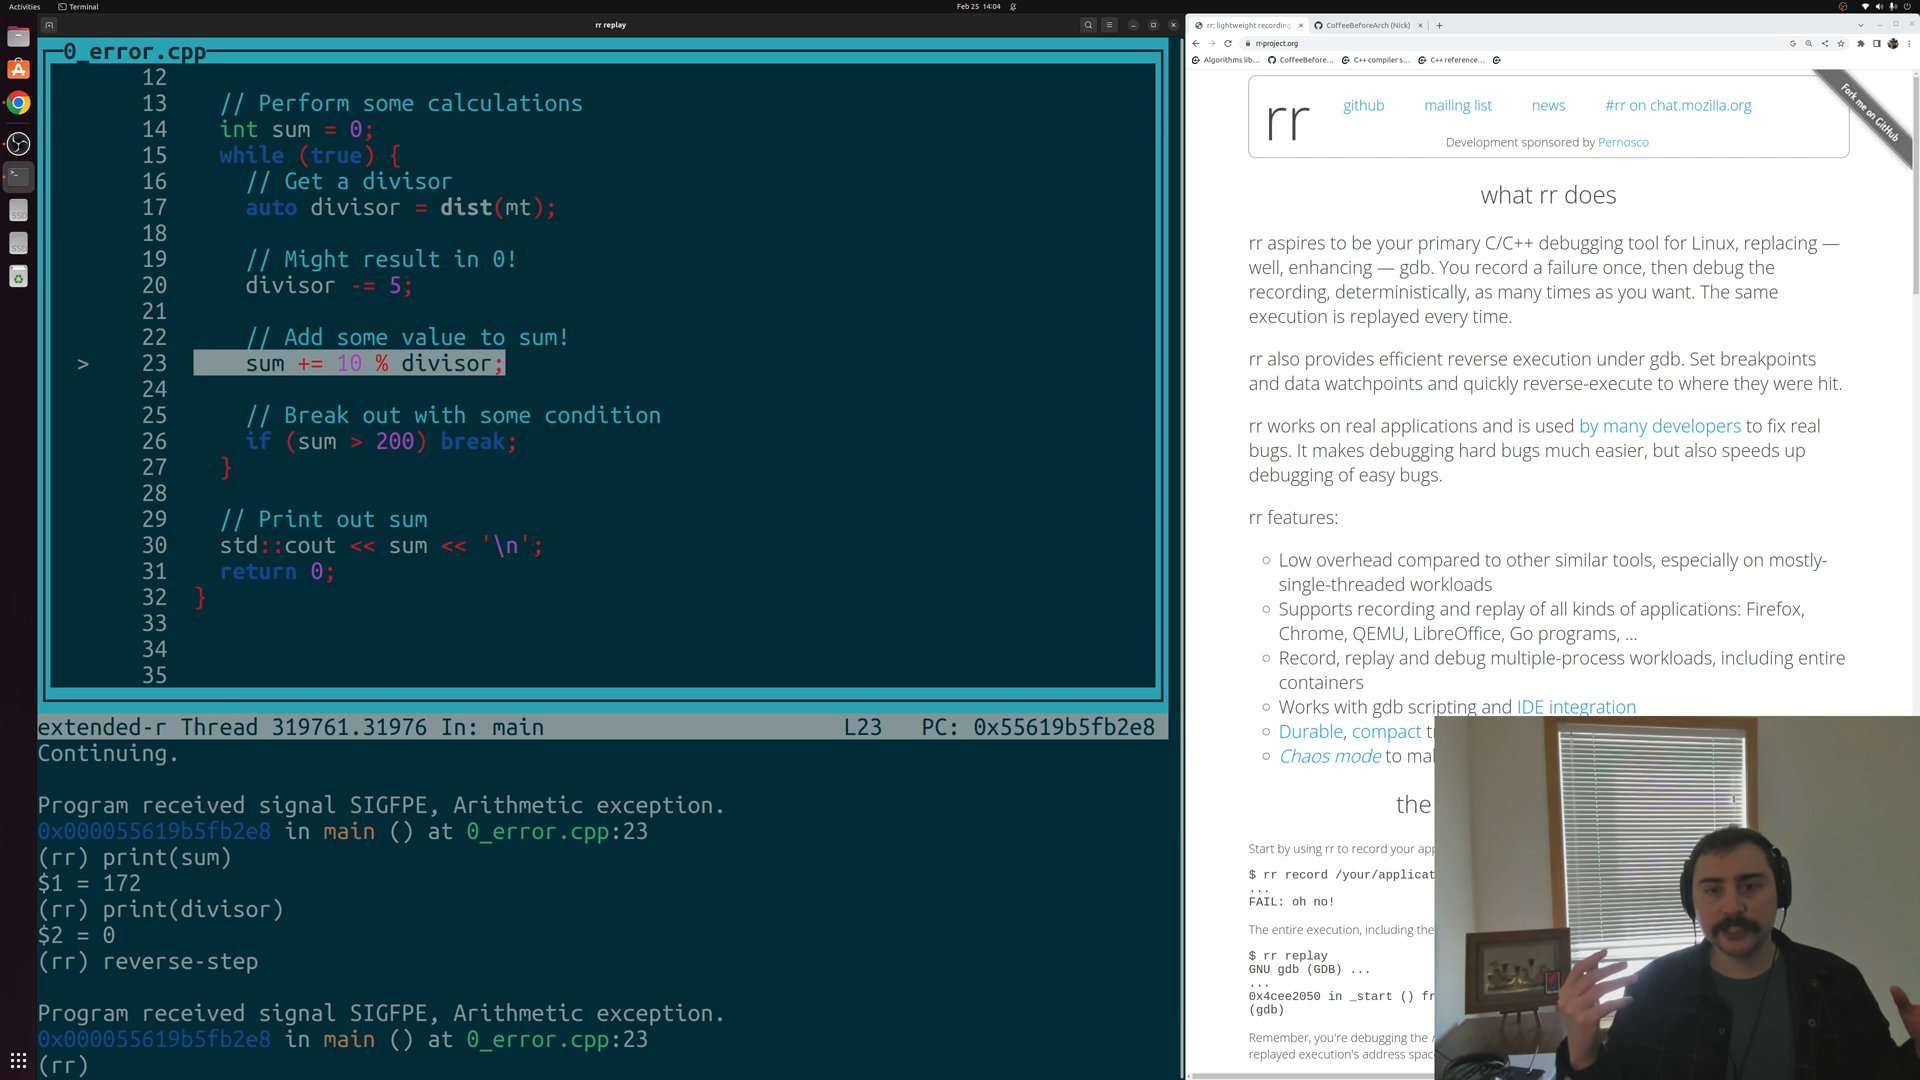 Activities
Terminal
Feb 25 14:04
rr replay
0_error.cpp
12
13 // Perform some calculations
14 int sum = 0;
15 while (true) {
16 // Get a divisor
17 auto divisor = dist(mt);
18
19 // Might result in 0!
20 divisor -= 5;
21
22 // Add some value to sum!
> 23 sum += 10 % divisor;
24
25 // Break out with some condition
26 if (sum > 200) break;
27 }
28
29 // Print out sum
30 std::cout << sum << '\n';
31 return 0;
32 }
33
34
35
extended-r Thread 319761.31976 In: main L23 PC: 0x55619b5fb2e8
Continuing.
Program received signal SIGFPE, Arithmetic exception.
0x000055619b5fb2e8 in main () at 0_error.cpp:23
(rr) print(sum)
$1 = 172
(rr) print(divisor)
$2 = 0
(rr) reverse-step
Program received signal SIGFPE, Arithmetic exception.
0x000055619b5fb2e8 in main () at 0_error.cpp:23
(rr)
rr: lightweight recording
CoffeeBeforeArch (Nick)
rr-project.org
Algorithms lib...
CoffeeBefore...
C++ compiler s...
C++ reference...
rr
github mailing list news #rr on chat.mozilla.org
Development sponsored by Pernosco
Fork me on GitHub
what rr does
rr aspires to be your primary C/C++ debugging tool for Linux, replacing —
well, enhancing — gdb. You record a failure once, then debug the
recording, deterministically, as many times as you want. The same
execution is replayed every time.
rr also provides efficient reverse execution under gdb. Set breakpoints
and data watchpoints and quickly reverse-execute to where they were hit.
rr works on real applications and is used by many developers to fix real
bugs. It makes debugging hard bugs much easier, but also speeds up
debugging of easy bugs.
rr features:
Low overhead compared to other similar tools, especially on mostly-
single-threaded workloads
Supports recording and replay of all kinds of applications: Firefox,
Chrome, QEMU, LibreOffice, Go programs, ...
Record, replay and debug multiple-process workloads, including entire
containers
Works with gdb scripting and IDE integration
Durable, compact t
Chaos mode to mal
the
Start by using rr to record your app
$ rr record /your/applicat
...
FAIL: oh no!
The entire execution, including the
$ rr replay
GNU gdb (GDB) ...
...
0x4cee2050 in _start () fr
(gdb)
Remember, you're debugging the
replayed execution's address spac